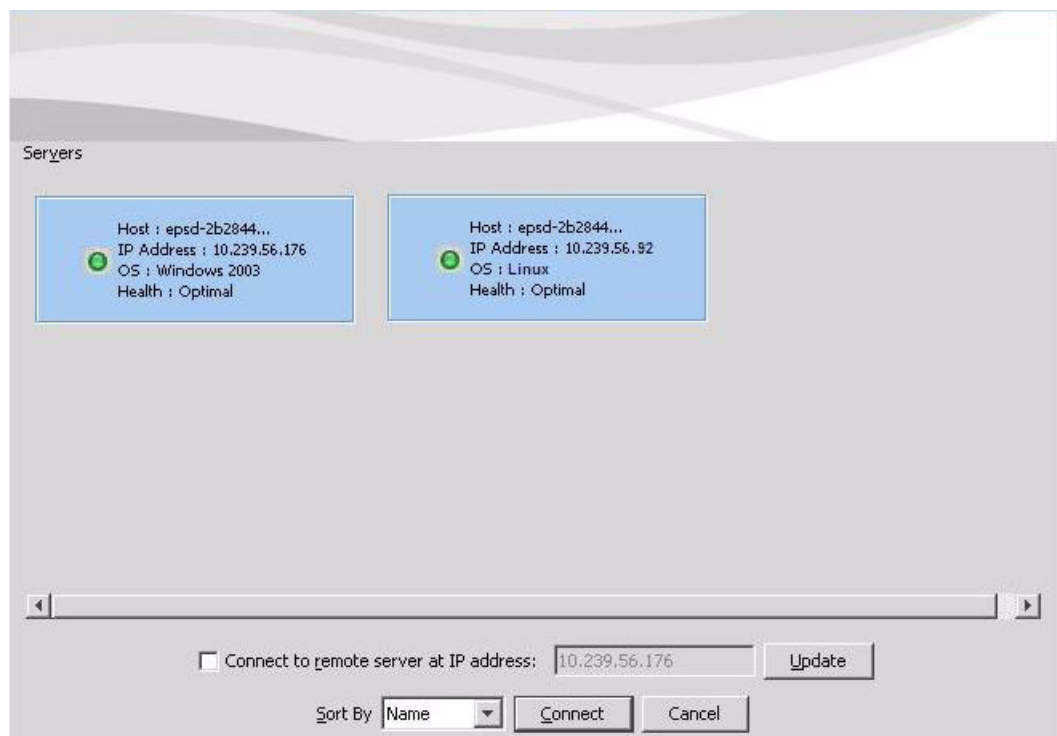 Servers
Host : epsd-2b2844...
IP Address : 10.239.56.176
OS : Windows 2003
Health : Optimal
Host : epsd-2b2844...
IP Address : 10.239.56.92
OS : Linux
Health : Optimal
Connect to remote server at IP address: 10.239.56.176 Update
Sort By Name Connect Cancel